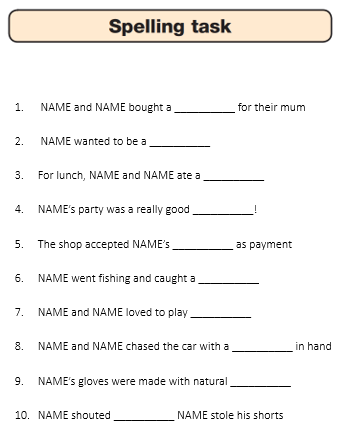 Spelling task
1. NAME and NAME bought a __________ for their mum
2. NAME wanted to be a __________
3. For lunch, NAME and NAME ate a __________
4. NAME's party was a really good __________!
5. The shop accepted NAME's __________ as payment
6. NAME went fishing and caught a __________
7. NAME and NAME loved to play __________
8. NAME and NAME chased the car with a __________ in hand
9. NAME's gloves were made with natural __________
10. NAME shouted __________ NAME stole his shorts